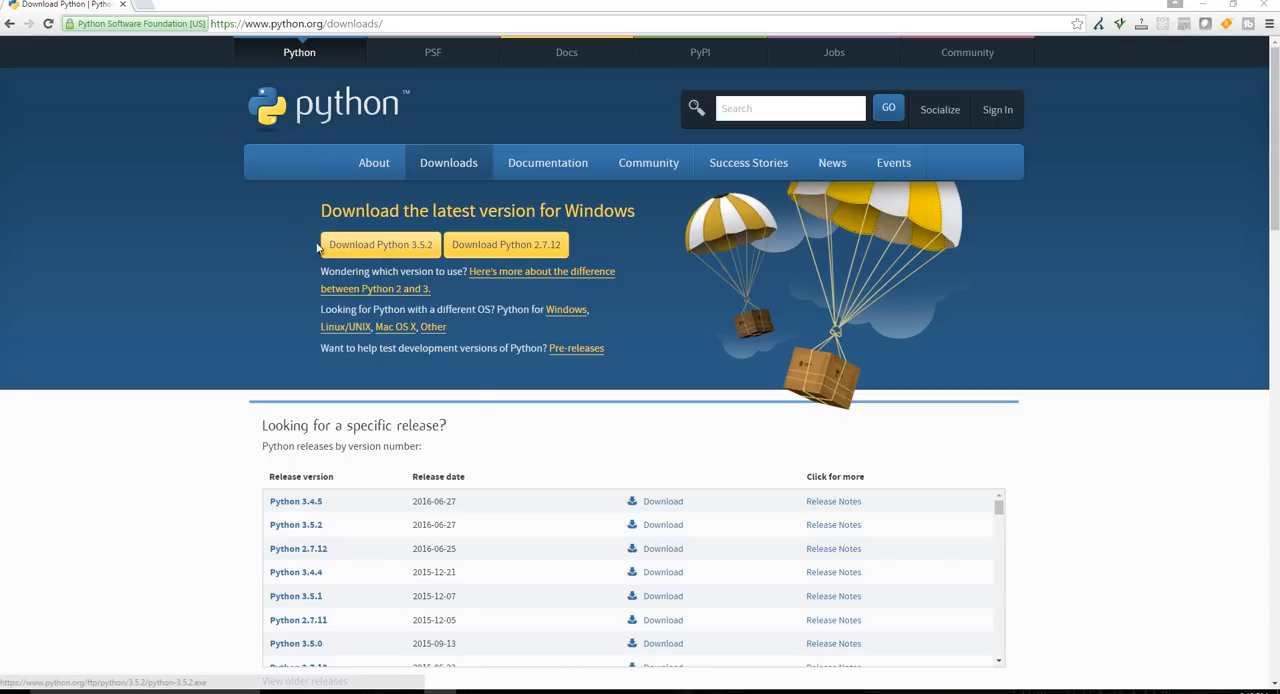 Download Python | Pytho
Python Software Foundation [US] https://www.python.org/downloads/
Python PSF Docs PyPI Jobs Community
python™
Search GO Socialize Sign In
About Downloads Documentation Community Success Stories News Events
Download the latest version for Windows
Download Python 3.5.2 Download Python 2.7.12
Wondering which version to use? Here's more about the difference
between Python 2 and 3.
Looking for Python with a different OS? Python for Windows,
Linux/UNIX, Mac OS X, Other
Want to help test development versions of Python? Pre-releases
Looking for a specific release?
Python releases by version number:
Release version Release date Click for more
Python 3.4.5 2016-06-27 Download Release Notes
Python 3.5.2 2016-06-27 Download Release Notes
Python 2.7.12 2016-06-25 Download Release Notes
Python 3.4.4 2015-12-21 Download Release Notes
Python 3.5.1 2015-12-07 Download Release Notes
Python 2.7.11 2015-12-05 Download Release Notes
Python 3.5.0 2015-09-13 Download Release Notes
View older releases
https://www.python.org/ftp/python/3.5.2/python-3.5.2.exe